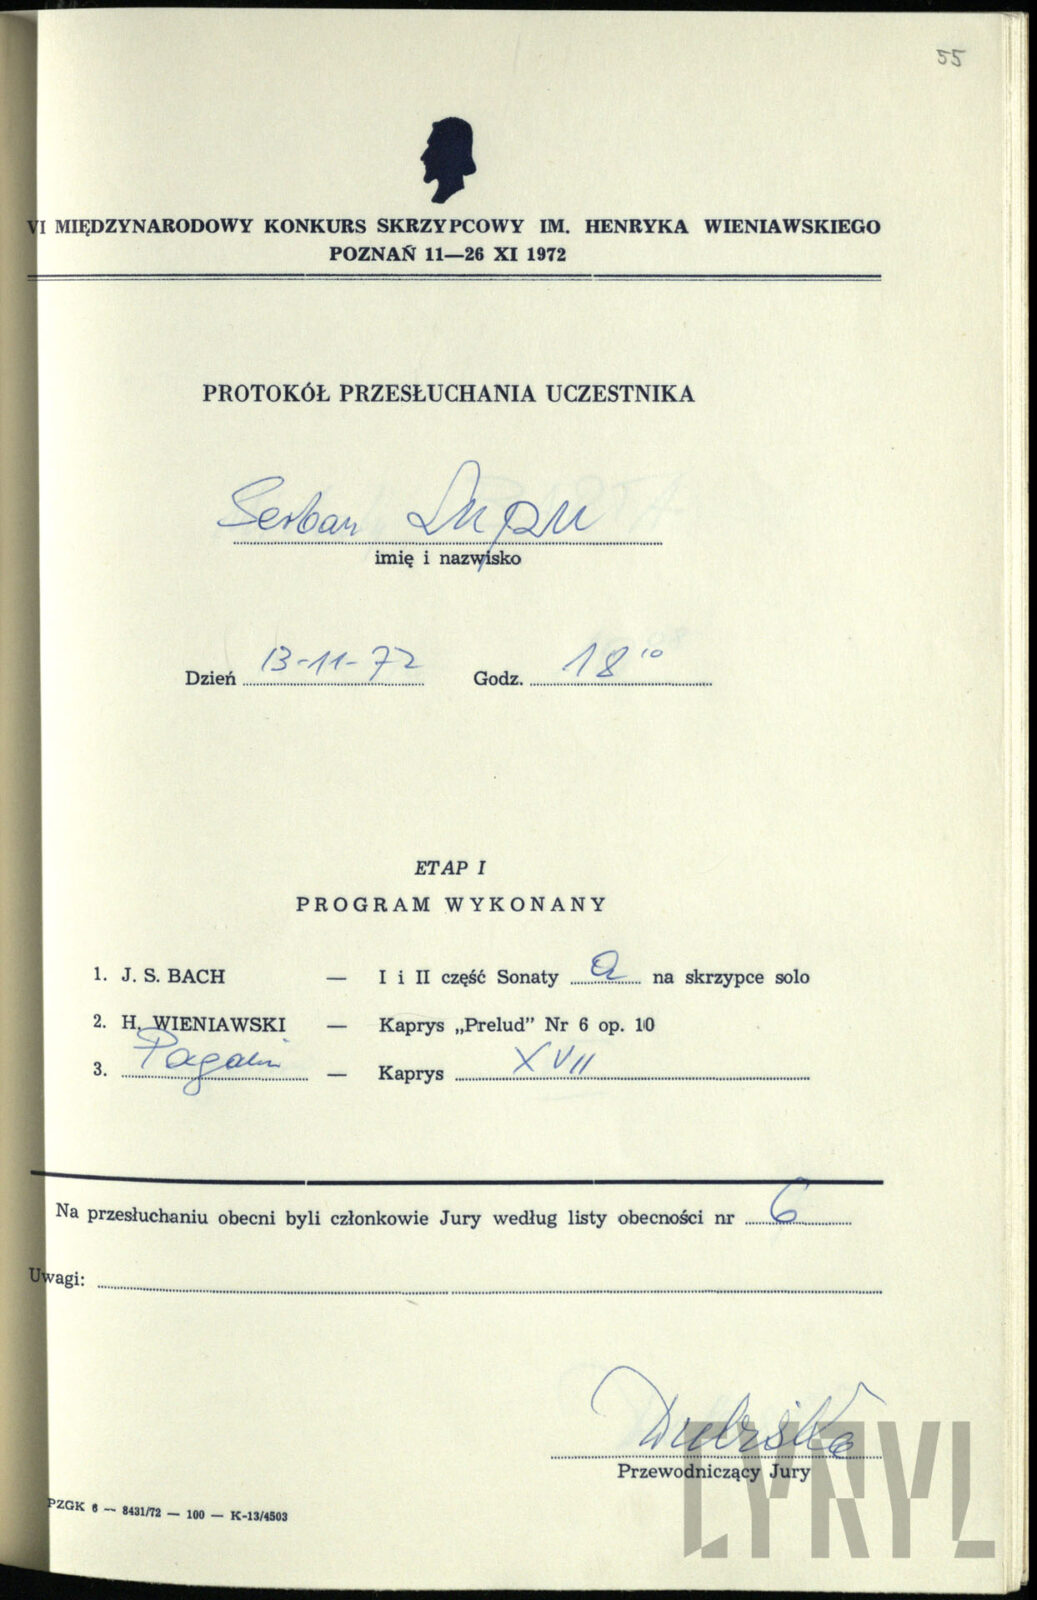 55
VI MIĘDZYNARODOWY KONKURS SKRZYPCOWY IM. HENRYKA WIENIAWSKIEGO
POZNAŃ 11—26 XI 1972
PROTOKÓŁ PRZESŁUCHANIA UCZESTNIKA
Serban Lupu
imię i nazwisko
Dzień 13-11-72 Godz. 18 10
ETAP I
PROGRAM WYKONANY
1. J. S. BACH — I i II część Sonaty a na skrzypce solo
2. H. WIENIAWSKI — Kaprys „Prelud” Nr 6 op. 10
3. — Kaprys XVII
Na przesłuchaniu obecni byli członkowie Jury według listy obecności nr 6
Uwagi:
Przewodniczący Jury
PZGK 6 — 8431/72 — 100 — K-13/4503
CYRYL